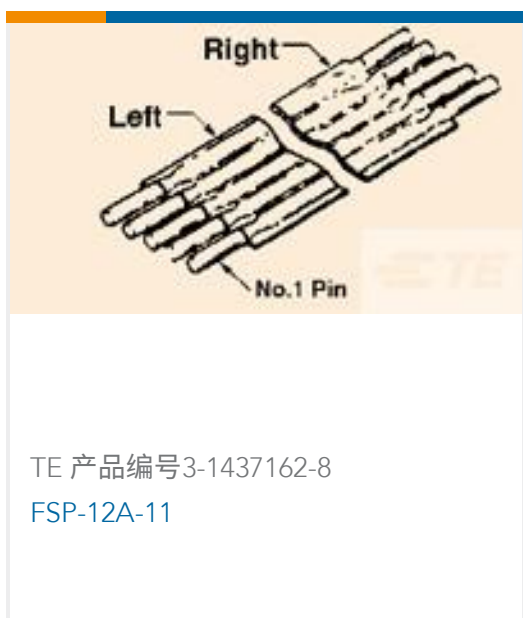 Right
Left
No.1 Pin
TE
TE 产品编号3-1437162-8
FSP-12A-11